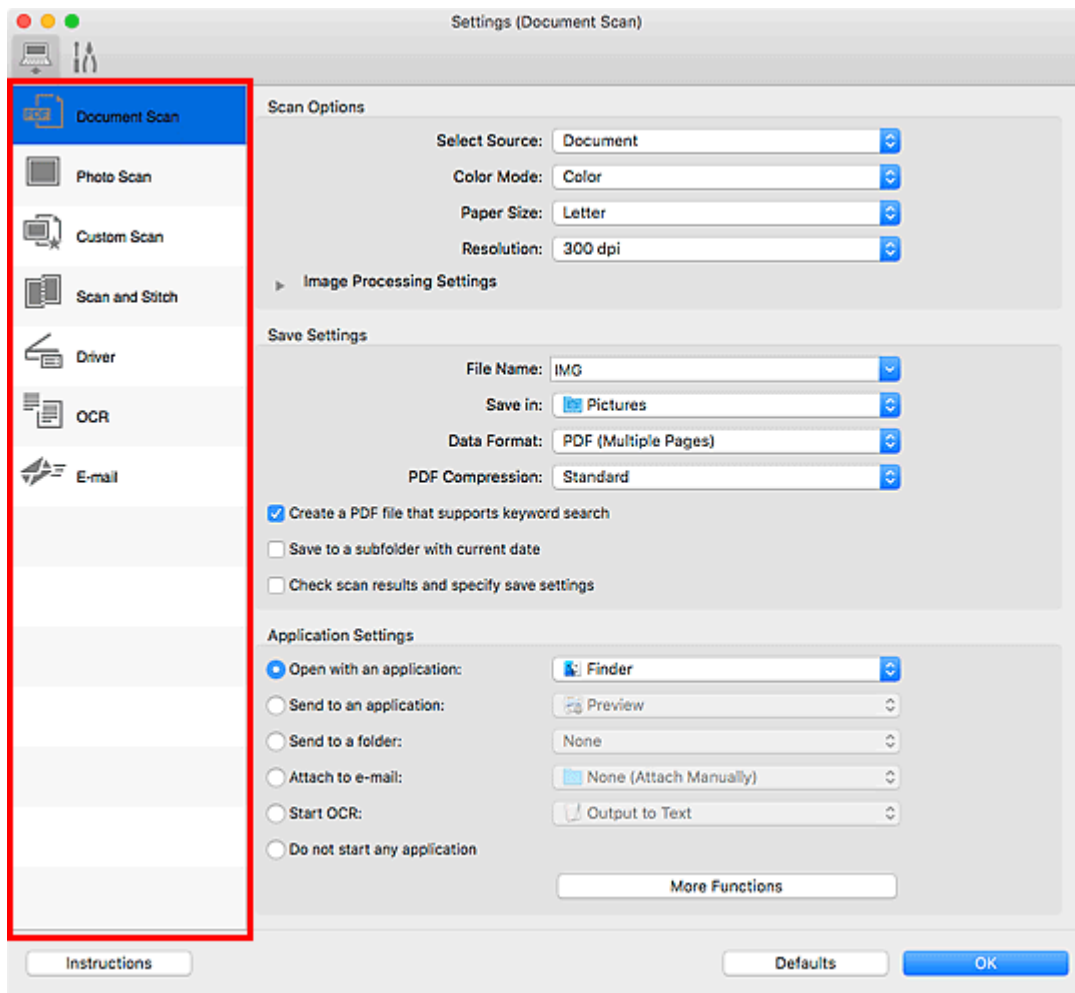 Settings (Document Scan)
PDF Document Scan
Photo Scan
Custom Scan
Scan and Stitch
Driver
OCR
E-mail
Scan Options
Select Source: Document
Color Mode: Color
Paper Size: Letter
Resolution: 300 dpi
Image Processing Settings
Save Settings
File Name: IMG
Save in: Pictures
Data Format: PDF (Multiple Pages)
PDF Compression: Standard
Create a PDF file that supports keyword search
Save to a subfolder with current date
Check scan results and specify save settings
Application Settings
Open with an application: Finder
Send to an application: Preview
Send to a folder: None
Attach to e-mail: None (Attach Manually)
Start OCR: Output to Text
Do not start any application
More Functions
Instructions Defaults OK